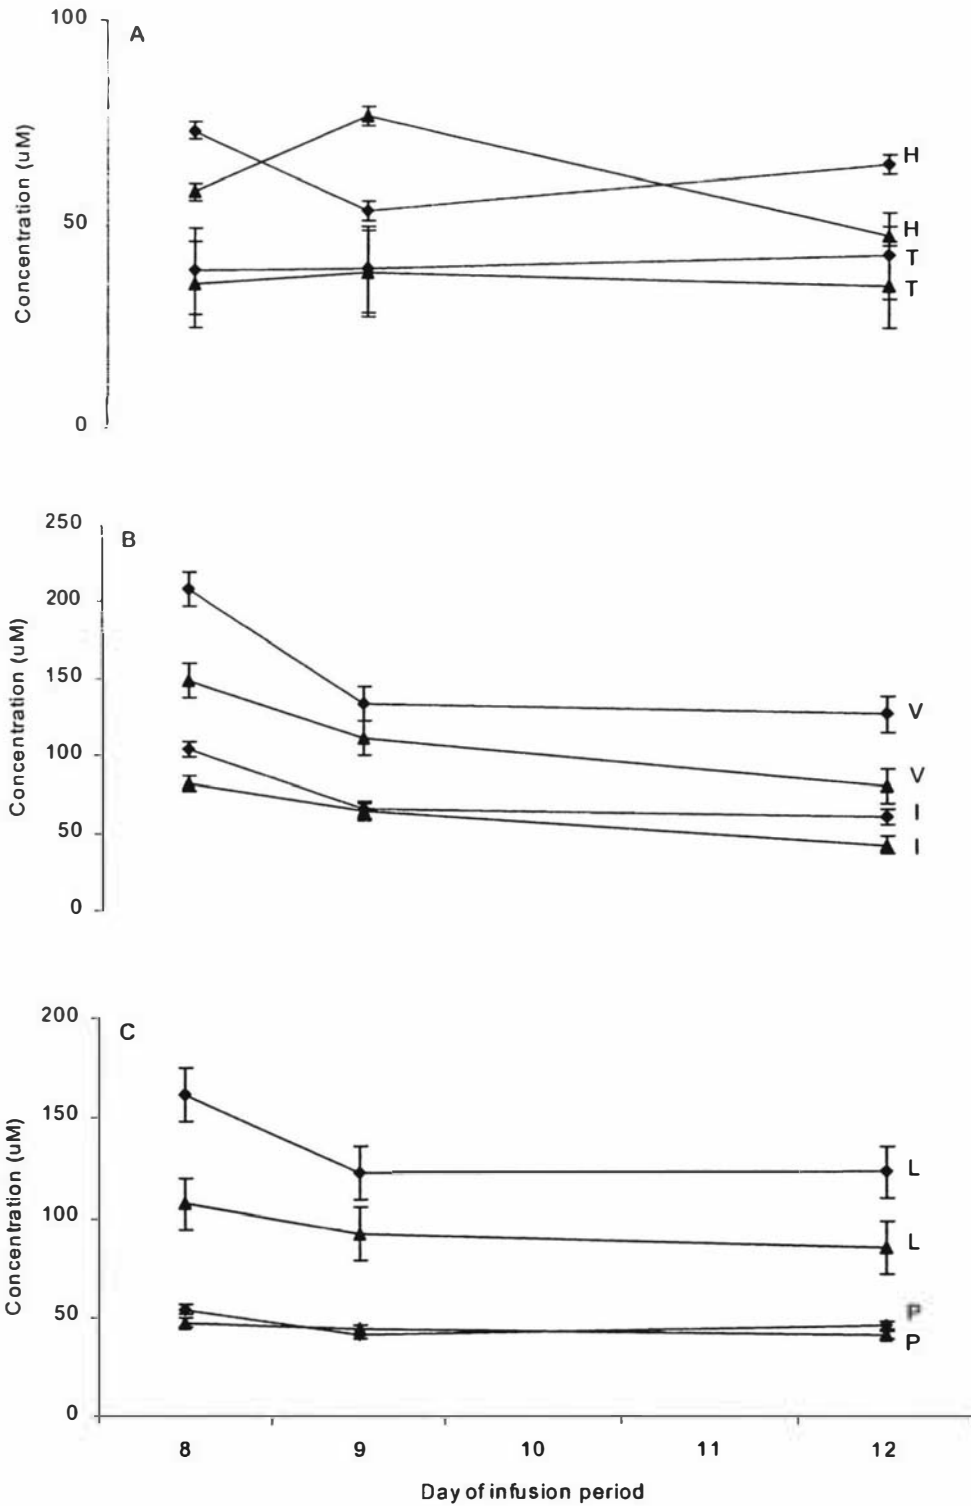 100
A
Concentration (uM)
H
50
H
T
T
0
250
B
200
Concentration (uM)
150
V
100
V
I
50
I
0
200
C
150
Concentration (uM)
L
100
L
50
P
P
0
8 9 10 11 12
Day of infusion period